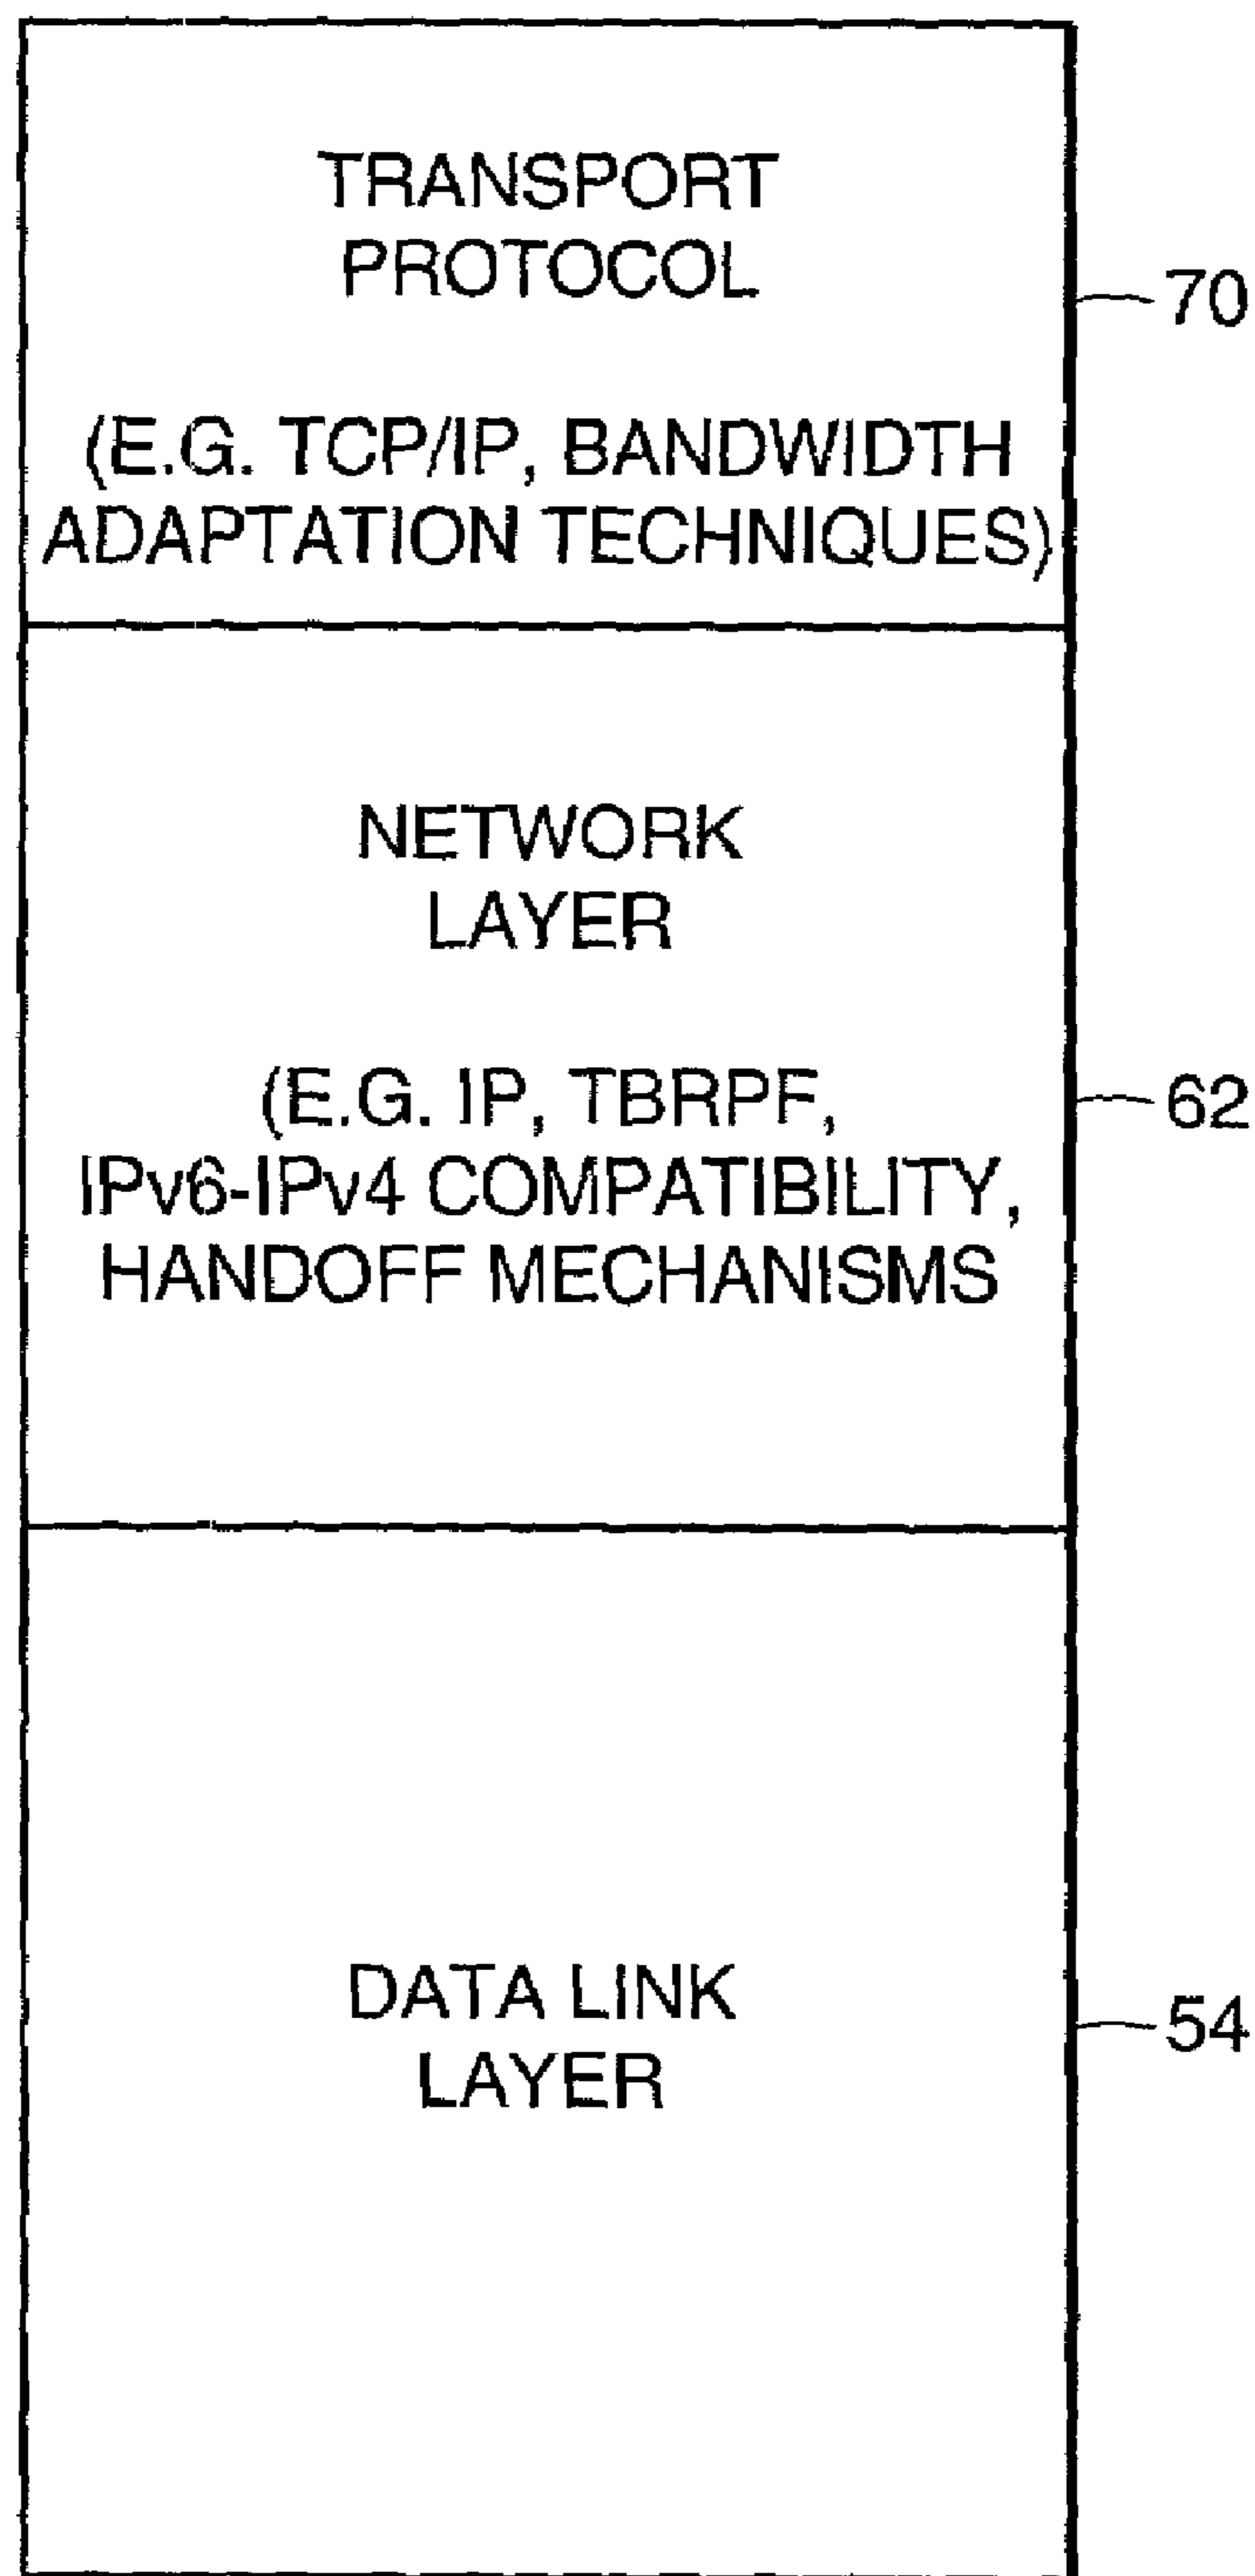 TRANSPORT
PROTOCOL
70
(E.G. TCP/IP, BANDWIDTH
ADAPTATION TECHNIQUES)
NETWORK
LAYER
(E.G. IP, TBRPF,
62
IPv6-IPv4 COMPATIBILITY,
HANDOFF MECHANISMS
DATA LINK
54
LAYER